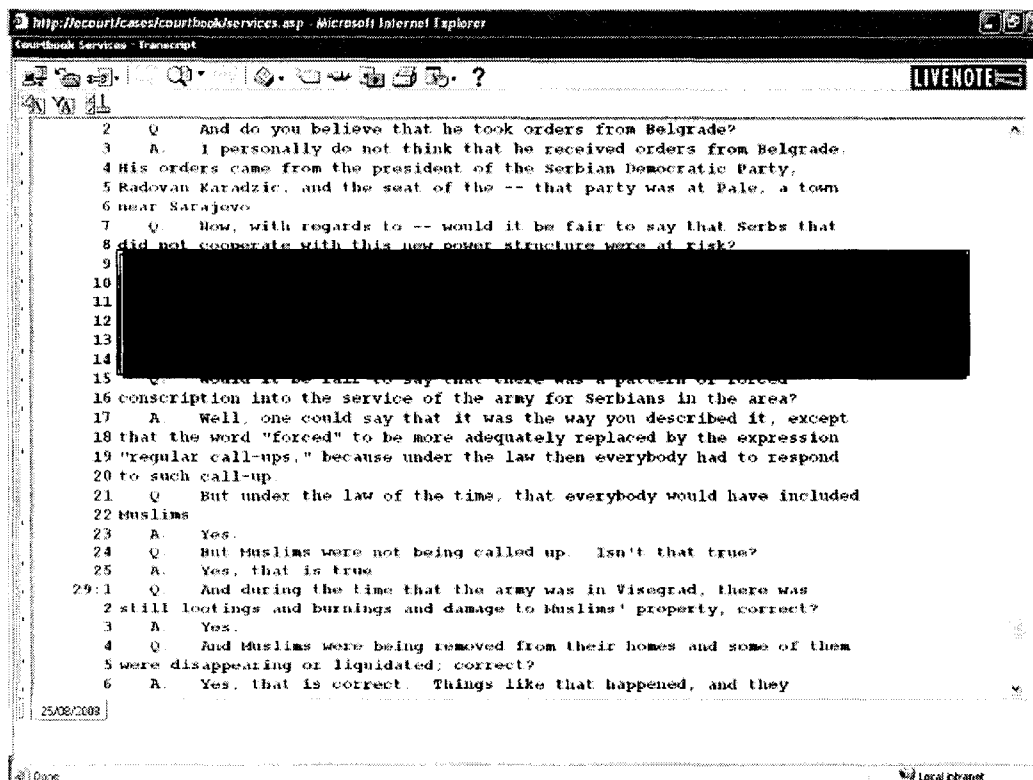 http://ecourt/cases/courtbook/services.asp - Microsoft Internet Explorer
Courtbook Services - Transcript
LIVENOTE
2 Q And do you believe that he took orders from Belgrade?
3 A. I personally do not think that he received orders from Belgrade.
4 His orders came from the president of the Serbian Democratic Party,
5 Radovan Karadzic, and the seat of the -- that party was at Pale, a town
6 near Sarajevo
7 Q. Now, with regards to -- would it be fair to say that Serbs that
8 did not cooperate with this new power structure were at risk?
9
10
11
12
13
14
15 Q. Would it be fair to say that there was a pattern of forced
16 conscription into the service of the army for Serbians in the area?
17 A. Well, one could say that it was the way you described it, except
18 that the word "forced" to be more adequately replaced by the expression
19 "regular call-ups," because under the law then everybody had to respond
20 to such call-up.
21 Q But under the law of the time, that everybody would have included
22 Muslims
23 A. Yes.
24 Q. But Muslims were not being called up. Isn't that true?
25 A. Yes, that is true
29:1 Q. And during the time that the army was in Visegrad, there was
2 still lootings and burnings and damage to Muslims' property, correct?
3 A. Yes.
4 Q. And Muslims were being removed from their homes and some of them
5 were disappearing or liquidated; correct?
6 A. Yes, that is correct. Things like that happened, and they
25/08/2008
Done
Local intranet